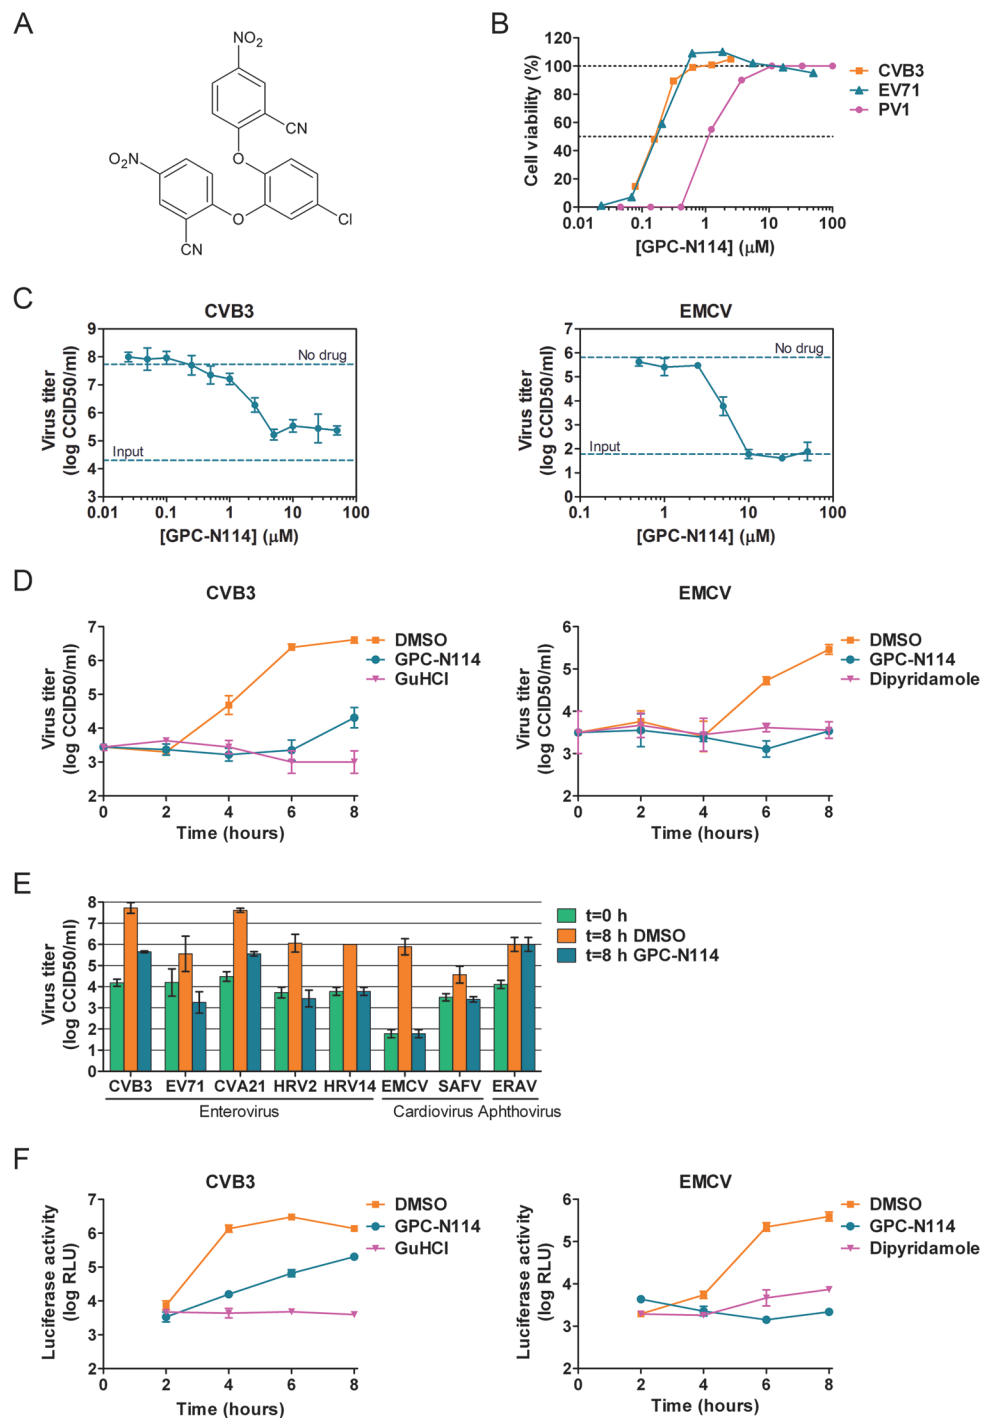 A
NO2
CN
O
O2N
O
Cl
CN
B
Cell viability (%)
120
100
80
60
40
20
0
0.01
0.1
1
10
100
[GPC-N114] (µM)
CVB3
EV71
PV1
C
CVB3
Virus titer
(log CCID50/ml)
9
8
7
6
5
4
3
No drug
Input
0.01
0.1
1
10
100
[GPC-N114] (µM)
EMCV
Virus titer
(log CCID50/ml)
7
6
5
4
3
2
1
0
No drug
Input
0.1
1
10
100
[GPC-N114] (µM)
D
CVB3
Virus titer
(log CCID50/ml)
7
6
5
4
3
2
0
2
4
6
8
Time (hours)
DMSO
GPC-N114
GuHCl
EMCV
Virus titer
(log CCID50/ml)
6
5
3
2
0
2
4
6
8
Time (hours)
DMSO
GPC-N114
Dipyridamole
E
Virus titer
(log CCID50/ml)
8
7
6
5
4
3
2
1
0
CVB3
EV71
CVA21
HRV2
HRV14
EMCV
SAFV
ERAV
Enterovirus
Cardiovirus
Aphthovirus
t=0 h
t=8 h DMSO
t=8 h GPC-N114
F
CVB3
Luciferase activity
(log RLU)
7
6
5
4
3
2
0
2
4
6
8
Time (hours)
DMSO
GPC-N114
GuHCl
EMCV
Luciferase activity
(log RLU)
6
5
3
2
0
2
4
6
8
Time (hours)
DMSO
GPC-N114
Dipyridamole